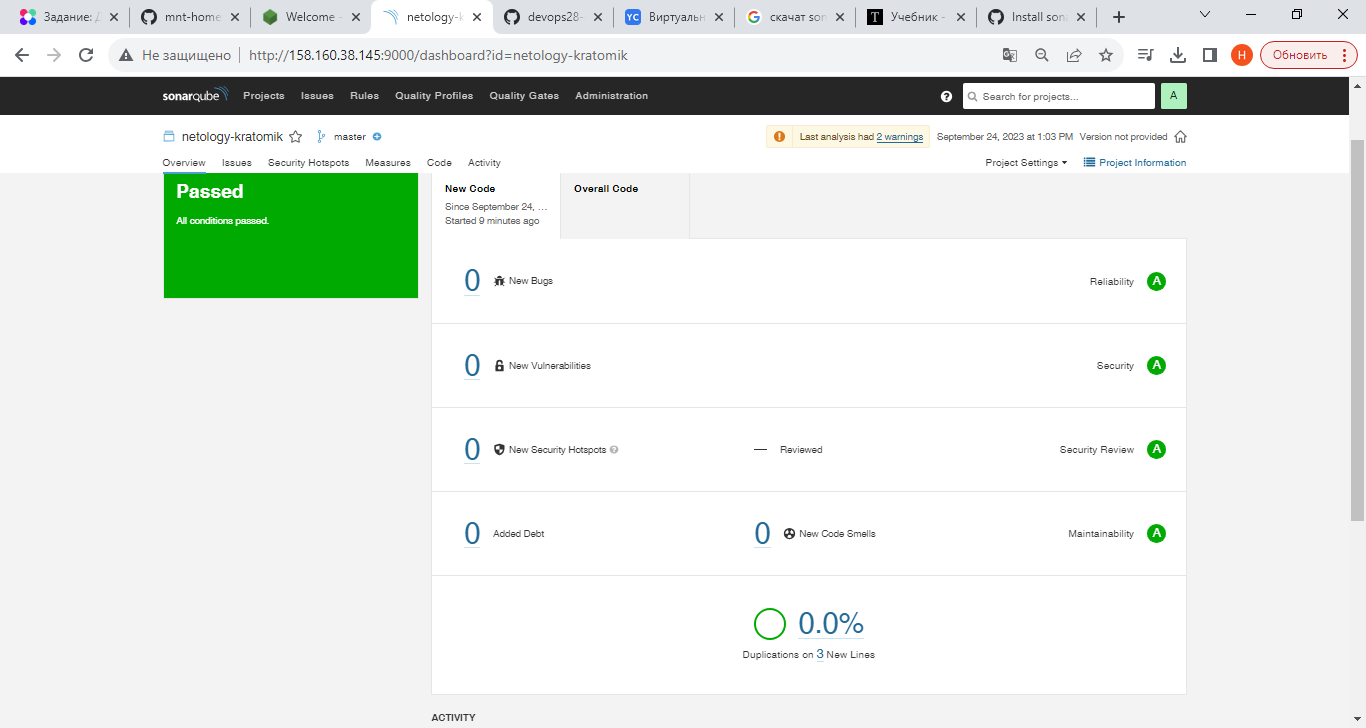 Задание: Д
mnt-home
Welcome -
netology-k
devops28-
YC Виртуальн
скачат son
T Учебник -
Install son
Не защищено http://158.160.38.145:9000/dashboard?id=netology-kratomik
Н Обновить
sonarqube Projects Issues Rules Quality Profiles Quality Gates Administration
Search for projects...
A
netology-kratomik master
Last analysis had 2 warnings September 24, 2023 at 1:03 PM Version not provided
Overview Issues Security Hotspots Measures Code Activity
Project Settings Project Information
Passed
All conditions passed.
New Code
Since September 24, ...
Started 9 minutes ago
Overall Code
0 New Bugs Reliability A
0 New Vulnerabilities Security A
0 New Security Hotspots ? — Reviewed Security Review A
0 Added Debt 0 New Code Smells Maintainability A
0.0%
Duplications on 3 New Lines
ACTIVITY